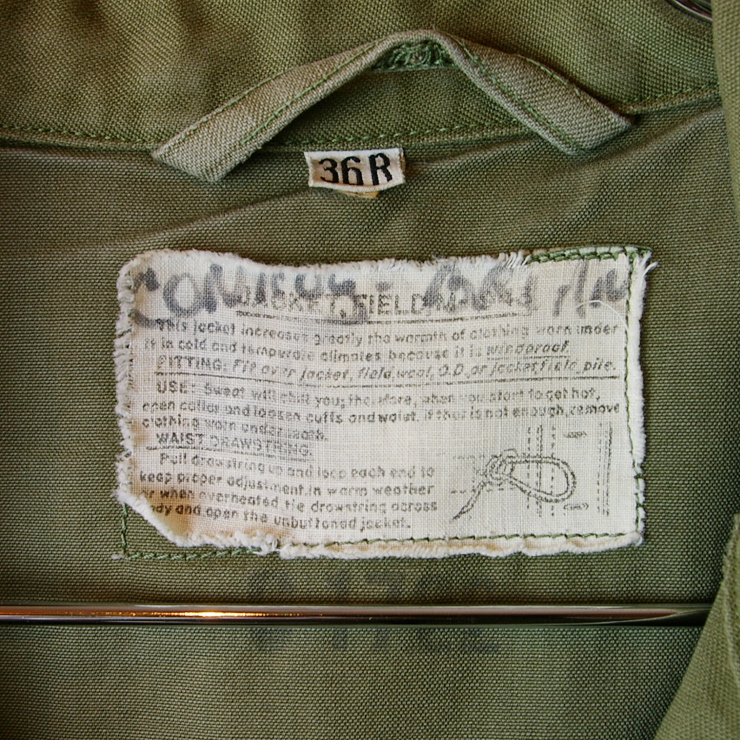 36R
JACKET, FIELD, M-1943
This jacket increases greatly the warmth of clothing worn under
it in cold and temperate climates because it is windproof.
FITTING: Fit over jacket, field, wool, O.D. or jacket, field, pile.
USE: Sweat will chill you; therefore, when you start to get hot,
open collar and loosen cuffs and waist. If this is not enough, remove
clothing worn underneath.
WAIST DRAWSTRING:
Pull drawstring up and loop each end to
keep proper adjustment. in warm weather
or when overheated, tie drawstring across
body and open the unbuttoned jacket.